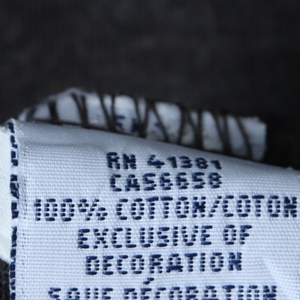 RN 41381
CA56658
100% COTTON/COTON
EXCLUSIVE OF
DECORATION
SAUF DÉCORATION